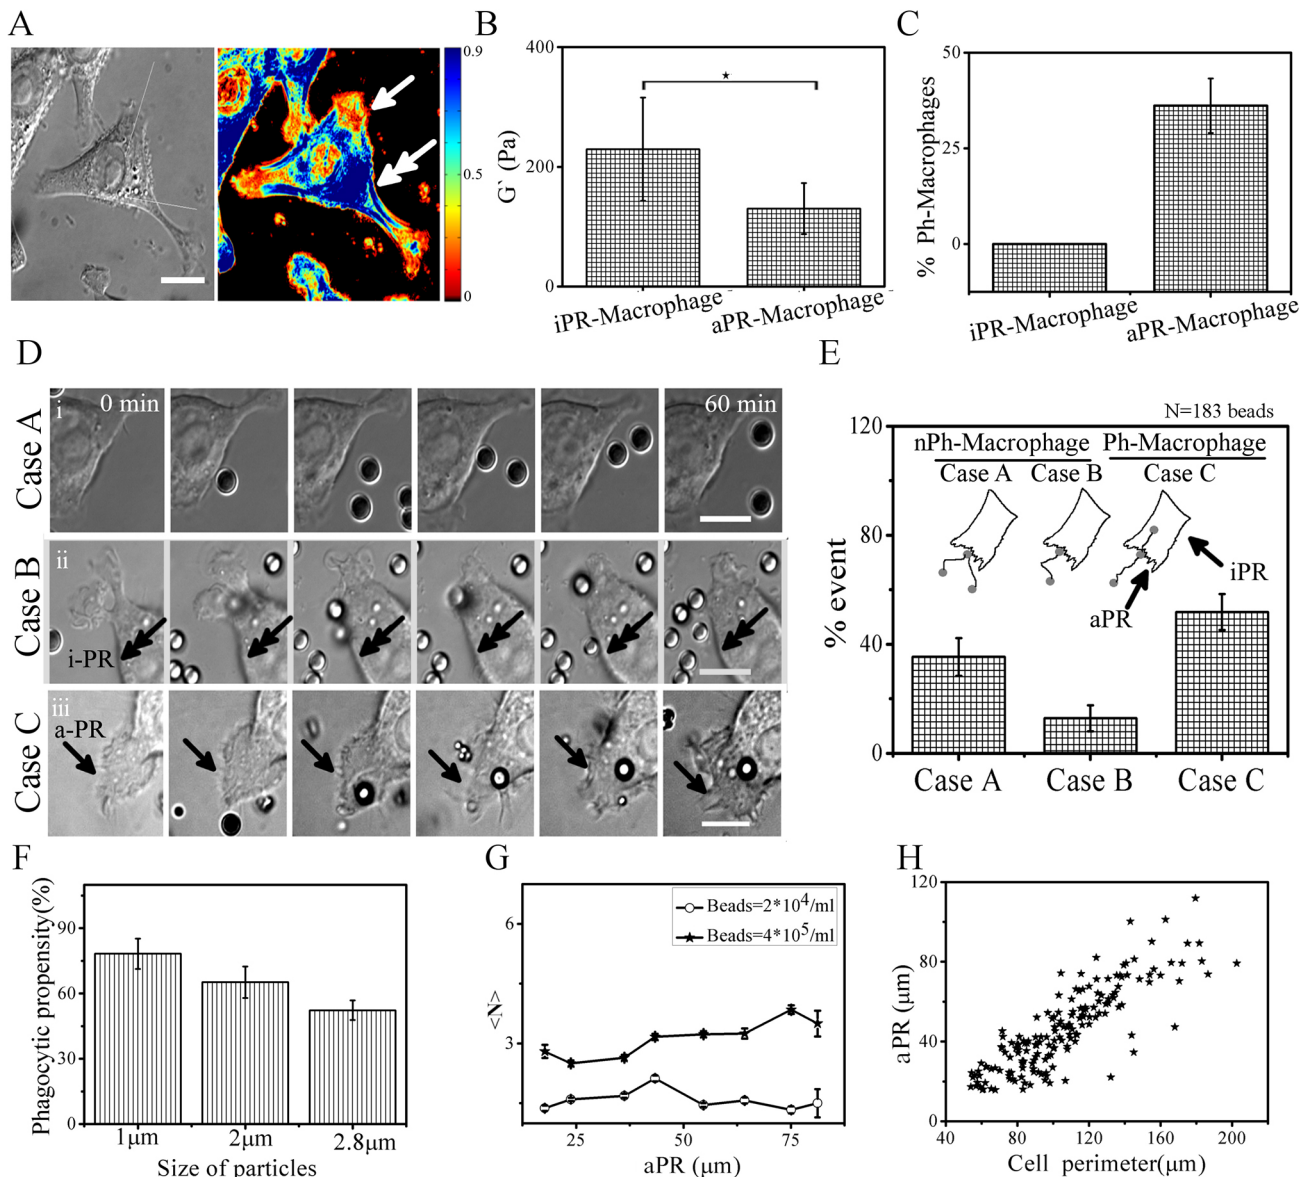 A
0.9
0.5
0
B
400
200
0
G` (Pa)
★
iPR-Macrophage
aPR-Macrophage
C
50
25
0
% Ph-Macrophages
iPR-Macrophage
aPR-Macrophage
D
Case A
i
0 min
60 min
Case B
ii
i-PR
Case C
iii
a-PR
E
N=183 beads
120
80
40
0
% event
nPh-Macrophage
Ph-Macrophage
Case A
Case B
Case C
iPR
aPR
Case A
Case B
Case C
F
90
60
30
0
Phagocytic propensity(%)
1μm
2μm
2.8μm
Size of particles
G
6
3
<N>
Beads=2*10⁴/ml
Beads=4*10⁵/ml
25
50
75
aPR (μm)
H
120
80
40
0
aPR (μm)
40
80
120
160
200
Cell perimeter(μm)